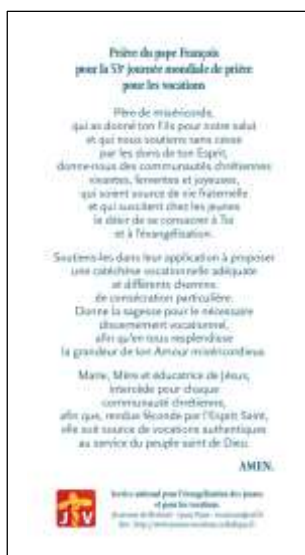 Prière du pape François
pour la 53e journée mondiale de prière
pour les vocations
Père de miséricorde,
qui as donné ton Fils pour notre salut
et qui nous soutiens sans cesse
par les dons de ton Esprit,
donne-nous des communautés chrétiennes
vivantes, ferventes et joyeuses,
qui soient source de vie fraternelle
et qui suscitent chez les jeunes
le désir de se consacrer à Toi
et à l'évangélisation.
Soutiens-les dans leur application à proposer
une catéchèse vocationnelle adéquate
et différents chemins
de consécration particulière.
Donne la sagesse pour le nécessaire
discernement vocationnel,
afin qu'en tous resplendisse
la grandeur de ton Amour miséricordieux.
Marie, Mère et éducatrice de Jésus,
intercède pour chaque
communauté chrétienne,
afin que, rendue féconde par l'Esprit Saint,
elle soit source de vocations authentiques
au service du peuple saint de Dieu.
AMEN.
J V
Service national pour l'évangélisation des jeunes
et pour les vocations